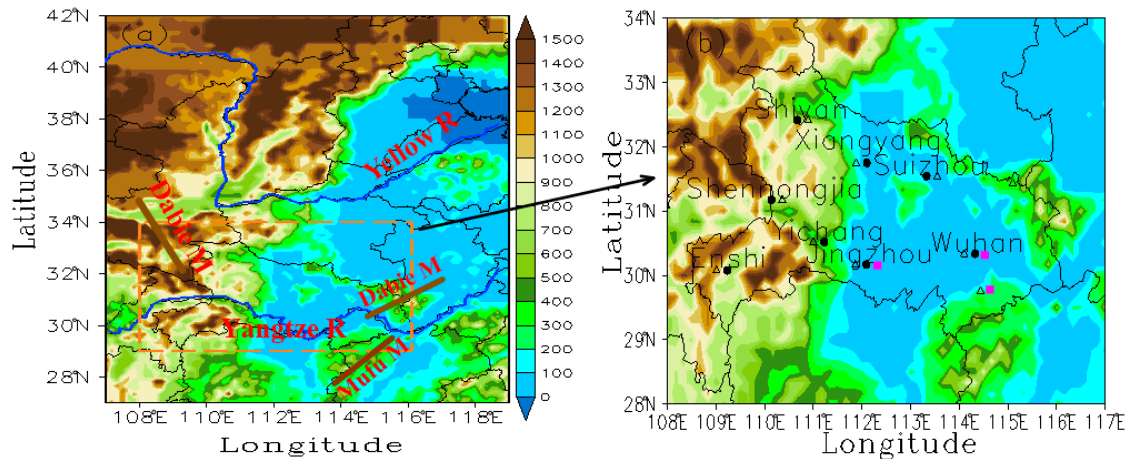 (a)
42°N
40°N
38°N
36°N
34°N
32°N
30°N
28°N
Latitude
108°E 110°E 112°E 114°E 116°E 118°E
Longitude
Yellow R
Dabie M
Dabie M
Yangtze R
Mufu M
1500
1400
1300
1200
1100
1000
900
800
700
600
500
400
300
200
100
0
(b)
34°N
33°N
32°N
31°N
30°N
29°N
28°N
Latitude
Shiyan
Xiangyang
Suizhou
Shennongjia
Yichang
Wuhan
Enshi
Jingzhou
108°E 109°E 110°E 111°E 112°E 113°E 114°E 115°E 116°E 117°E
Longitude